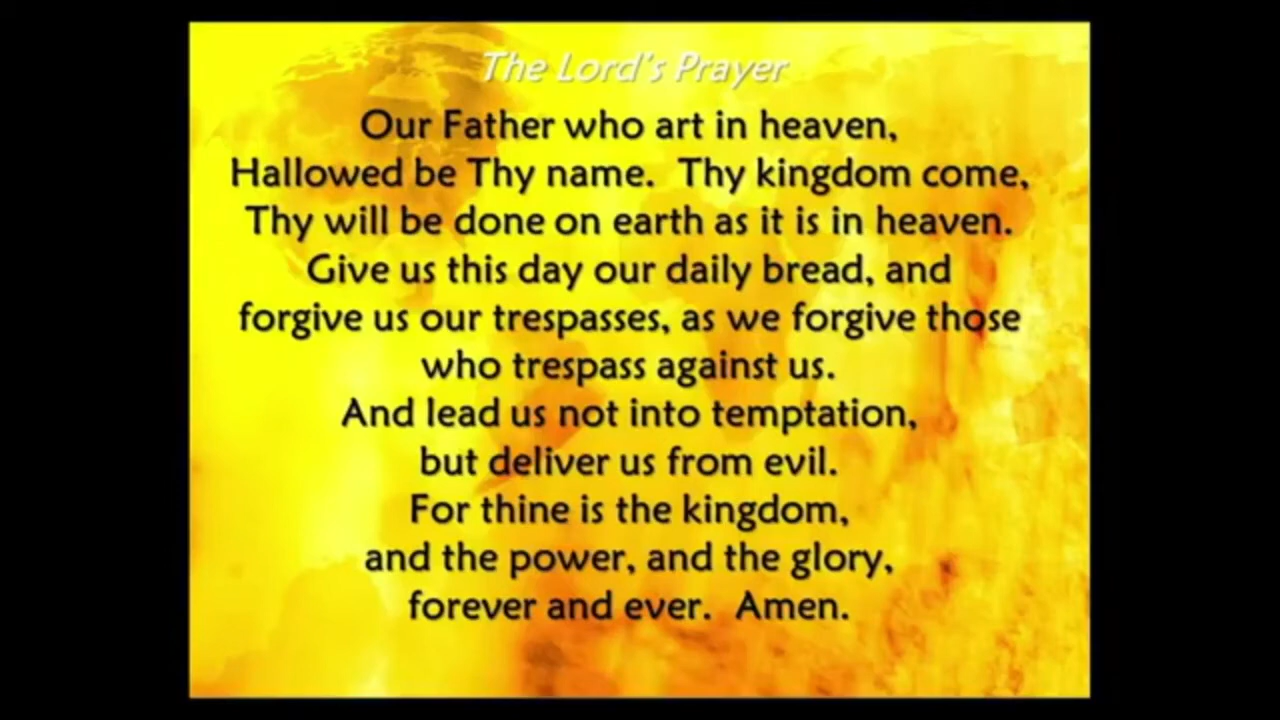 The Lord's Prayer
Our Father who art in heaven,
Hallowed be Thy name. Thy kingdom come,
Thy will be done on earth as it is in heaven.
Give us this day our daily bread, and
forgive us our trespasses, as we forgive those
who trespass against us.
And lead us not into temptation,
but deliver us from evil.
For thine is the kingdom,
and the power, and the glory,
forever and ever. Amen.